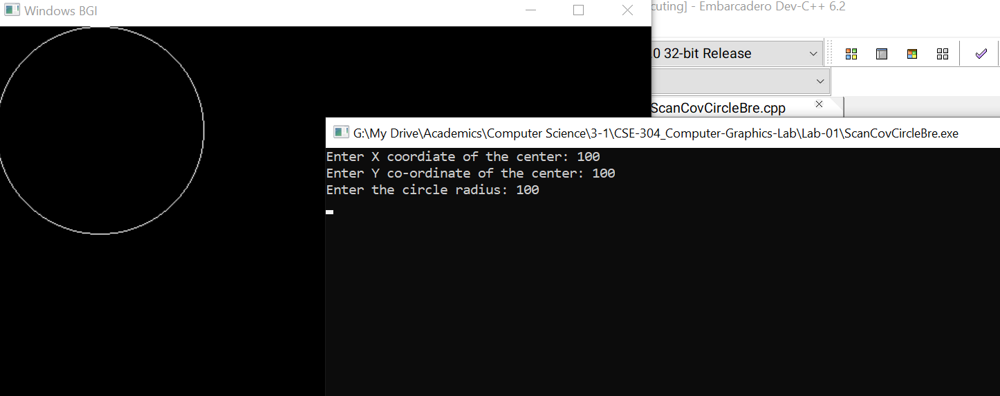 Windows BGI
cuting] - Embarcadero Dev-C++ 6.2
.0 32-bit Release
ScanCovCircleBre.cpp
G:\My Drive\Academics\Computer Science\3-1\CSE-304_Computer-Graphics-Lab\Lab-01\ScanCovCircleBre.exe
Enter X coordiate of the center: 100
Enter Y co-ordinate of the center: 100
Enter the circle radius: 100